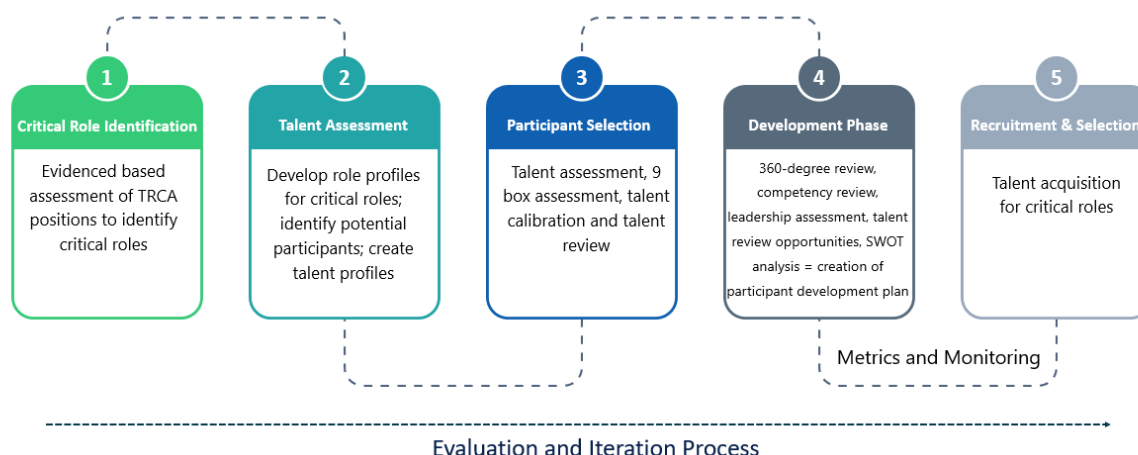 1
Critical Role Identification
Evidenced based
assessment of TRCA
positions to identify
critical roles
2
Talent Assessment
Develop role profiles
for critical roles;
identify potential
participants; create
talent profiles
3
Participant Selection
Talent assessment, 9
box assessment, talent
calibration and talent
review
4
Development Phase
360-degree review,
competency review,
leadership assessment, talent
review opportunities, SWOT
analysis = creation of
participant development plan
5
Recruitment & Selection
Talent acquisition
for critical roles
Metrics and Monitoring
Evaluation and Iteration Process